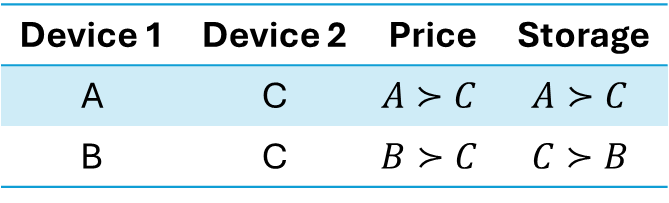 Device 1 Device 2 Price Storage
A C A ≻ C A ≻ C
B C B ≻ C C ≻ B